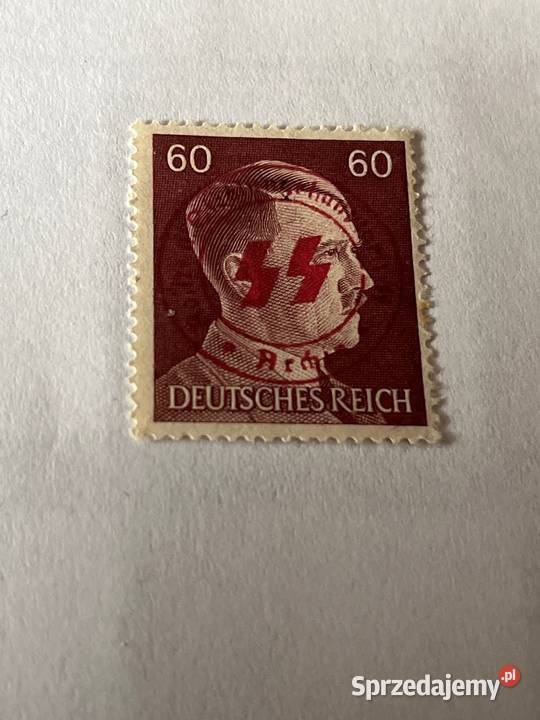 60 60
Arch
DEUTSCHES REICH
Sprzedajemy.pl